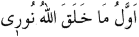 اَوَّلُ مَا خَلَقَ اللّٰهُ نُورٖى